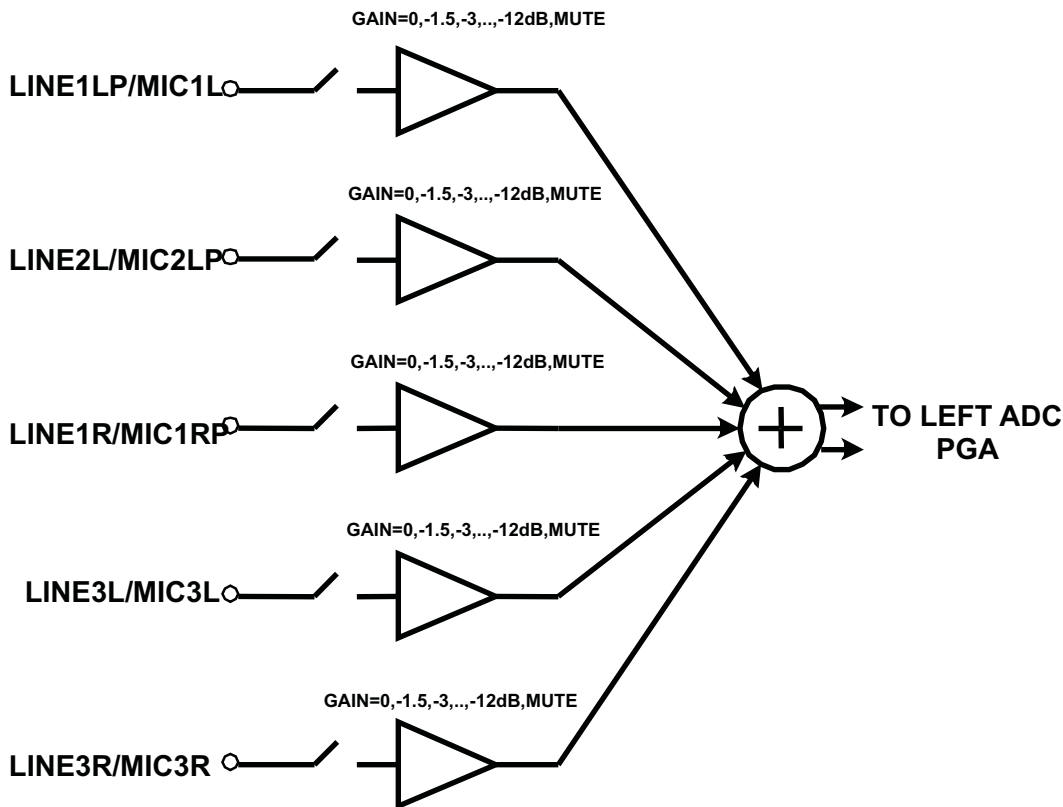 GAIN=0,-1.5,-3,..,-12dB,MUTE
LINE1LP/MIC1L
GAIN=0,-1.5,-3,..,-12dB,MUTE
LINE2L/MIC2LP
GAIN=0,-1.5,-3,..,-12dB,MUTE
LINE1R/MIC1RP
TO LEFT ADC
PGA
GAIN=0,-1.5,-3,..,-12dB,MUTE
LINE3L/MIC3L
GAIN=0,-1.5,-3,..,-12dB,MUTE
LINE3R/MIC3R